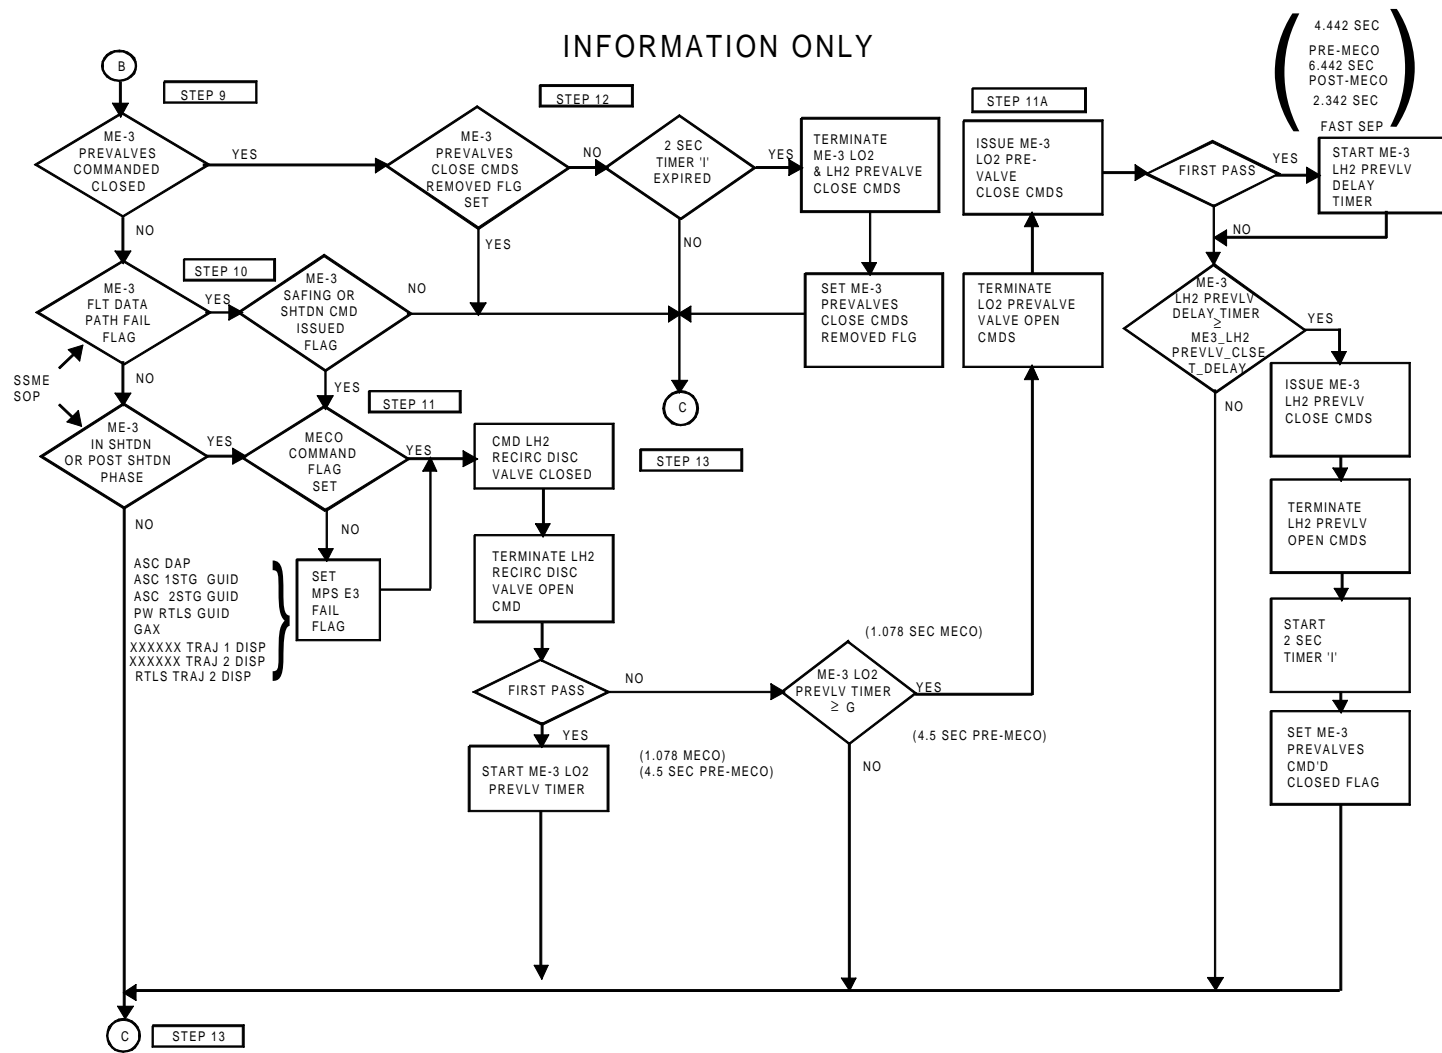 INFORMATION ONLY
B
STEP 9
ME-3
PREVALVES
COMMANDED
CLOSED
YES
NO
ME-3
PREVALVES
CLOSE CMDS
REMOVED FLG
SET
NO
YES
STEP 12
2 SEC
TIMER 'I'
EXPIRED
YES
NO
TERMINATE
ME-3 LO2
& LH2 PREVALVE
CLOSE CMDS
SET ME-3
PREVALVES
CLOSE CMDS
REMOVED FLG
STEP 11A
ISSUE ME-3
LO2 PRE-
VALVE
CLOSE CMDS
TERMINATE
LO2 PREVALVE
VALVE OPEN
CMDS
FIRST PASS
YES
NO
4.442 SEC
PRE-MECO
6.442 SEC
POST-MECO
2.342 SEC
FAST SEP
START ME-3
LH2 PREVLV
DELAY
TIMER
ME-3
LH2 PREVLV
DELAY TIMER
≥
ME3_LH2
PREVLV_CLSE
T_DELAY
YES
NO
ISSUE ME-3
LH2 PREVLV
CLOSE CMDS
TERMINATE
LH2 PREVLV
OPEN CMDS
START
2 SEC
TIMER 'I'
SET ME-3
PREVALVES
CMD'D
CLOSED FLAG
ME-3
FLT DATA
PATH FAIL
FLAG
YES
NO
STEP 10
ME-3
SAFING OR
SHTDN CMD
ISSUED
FLAG
NO
YES
C
STEP 13
SSME
SOP
ME-3
IN SHTDN
OR POST SHTDN
PHASE
YES
NO
STEP 11
MECO
COMMAND
FLAG
SET
YES
NO
CMD LH2
RECIRC DISC
VALVE CLOSED
TERMINATE LH2
RECIRC DISC
VALVE OPEN
CMD
ASC DAP
ASC 1STG GUID
ASC 2STG GUID
PW RTLS GUID
GAX
XXXXXX TRAJ 1 DISP
XXXXXX TRAJ 2 DISP
RTLS TRAJ 2 DISP
SET
MPS E3
FAIL
FLAG
FIRST PASS
NO
YES
START ME-3 LO2
PREVLV TIMER
(1.078 MECO)
(4.5 SEC PRE-MECO)
(1.078 SEC MECO)
ME-3 LO2
PREVLV TIMER
≥ G
YES
NO
(4.5 SEC PRE-MECO)
C
STEP 13